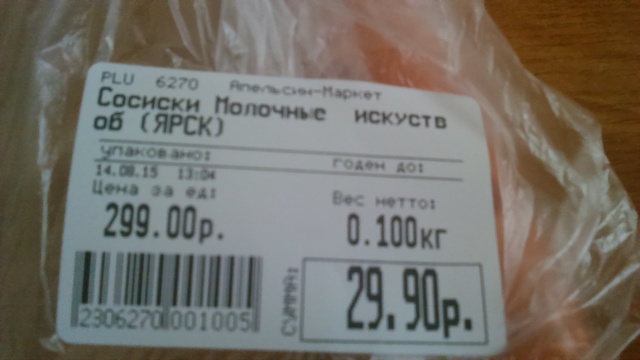 PLU 6270 Апельсин-Маркет
Сосиски Молочные искуств
об (ЯРСК)
упаковано: годен до:
14.08.15 13:04
Цена за ед: Вес нетто:
299.00р. 0.100кг
СУММА: 29.90р.
2306270 001005